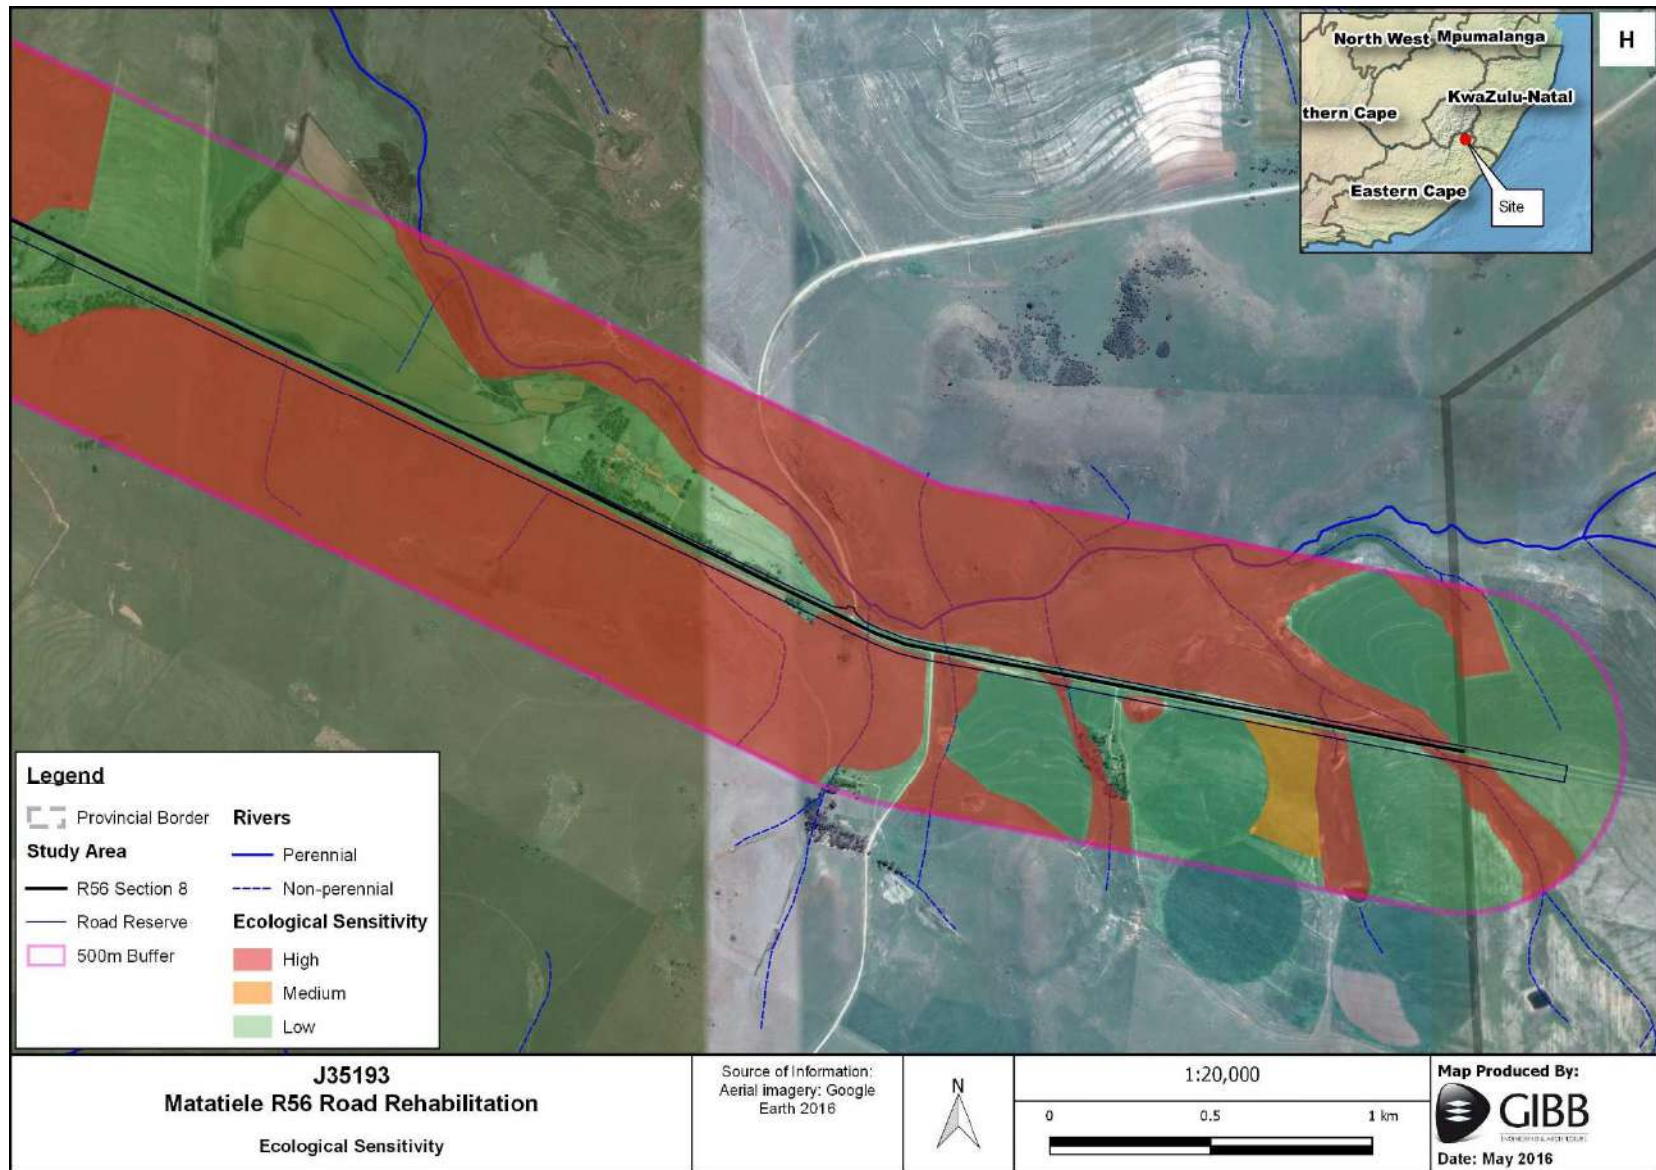 North West Mpumalanga
KwaZulu-Natal
thern Cape
Eastern Cape
Site
H
Legend
Provincial Border
Study Area
R56 Section 8
Road Reserve
500m Buffer
Rivers
Perennial
Non-perennial
Ecological Sensitivity
High
Medium
Low
J35193
Matatiele R56 Road Rehabilitation
Ecological Sensitivity
Source of Information:
Aerial imagery: Google
Earth 2016
N
1:20,000
0 0.5 1 km
Map Produced By:
GIBB
Date: May 2016